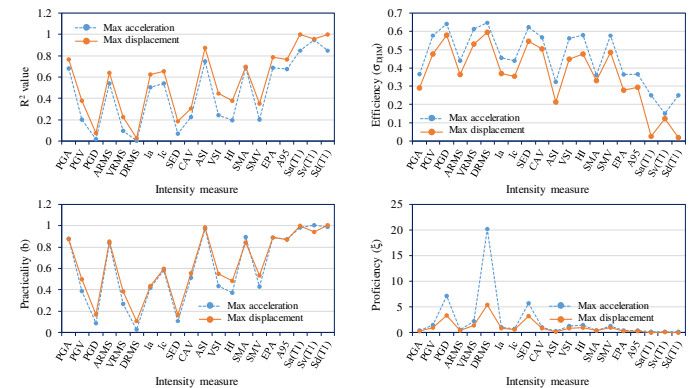 1.2
1
0.8
0.6
0.4
0.2
0
R² value
Max acceleration
Max displacement
PGA
PGV
PGD
ARMS
VRMS
DRMS
Ia
Ic
SED
CAV
ASI
VSI
HI
SMA
SMV
EPA
A95
Sa(T1)
Sv(T1)
Sd(T1)
Intensity measure
0.7
0.6
0.5
0.4
0.3
0.2
0.1
0
Efficiency (σD|IM)
Max acceleration
Max displacement
PGA
PGV
PGD
ARMS
VRMS
DRMS
Ia
Ic
SED
CAV
ASI
VSI
HI
SMA
SMV
EPA
A95
Sa(T1)
Sv(T1)
Sd(T1)
Intensity measure
1.2
1
0.8
0.6
0.4
0.2
0
Practicality (b)
Max acceleration
Max displacement
PGA
PGV
PGD
ARMS
VRMS
DRMS
Ia
Ic
SED
CAV
ASI
VSI
HI
SMA
SMV
EPA
A95
Sa(T1)
Sv(T1)
Sd(T1)
Intensity measure
25
20
15
10
5
0
Proficiency (ξ)
Max acceleration
Max displacement
PGA
PGV
PGD
ARMS
VRMS
DRMS
Ia
Ic
SED
CAV
ASI
VSI
HI
SMA
SMV
EPA
A95
Sa(T1)
Sv(T1)
Sd(T1)
Intensity measure